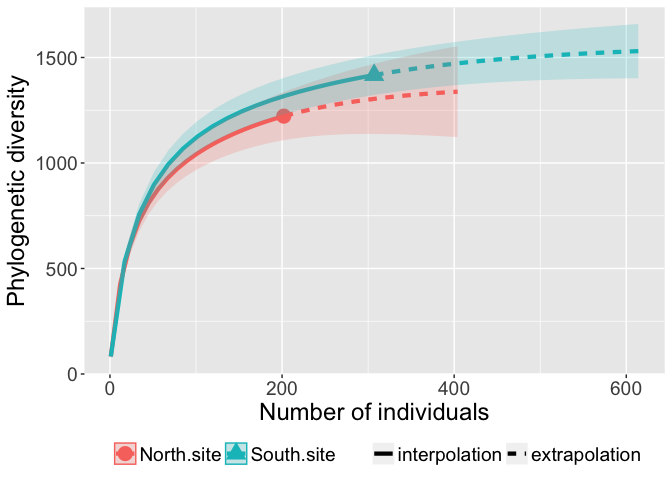 Phylogenetic diversity
1500
1000
500
0
0 200 400 600
Number of individuals
North.site South.site interpolation extrapolation